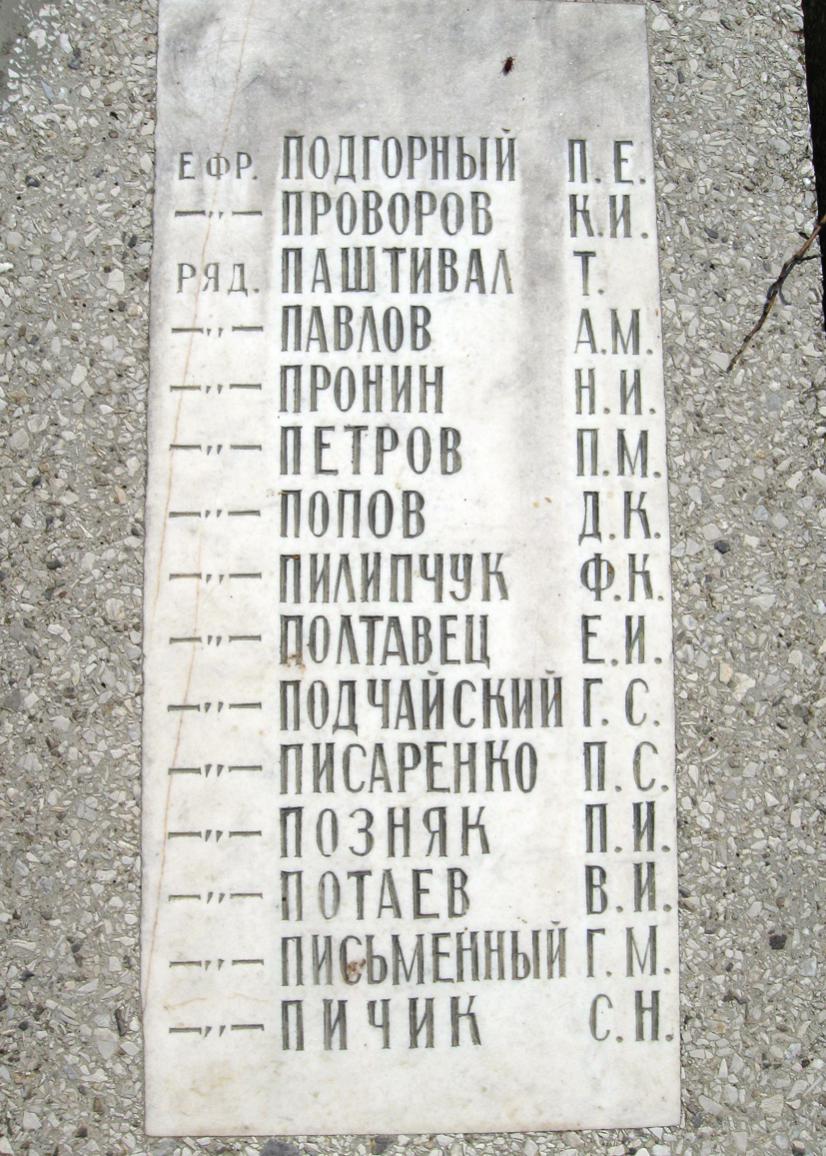 ЕФР. ПОДГОРНЫЙ П.Е.
—„— ПРОВОРОВ К.И.
РЯД. ПАШТИВАЛ Т.
—„— ПАВЛОВ А.М.
—„— ПРОНИН Н.И.
—„— ПЕТРОВ П.М.
—„— ПОПОВ Д.К.
—„— ПИЛИПЧУК Ф.К.
—„— ПОЛТАВЕЦ Е.И.
—„— ПОДЧАЙСКИЙ Г.С.
—„— ПИСАРЕНКО П.С.
—„— ПОЗНЯК П.И.
—„— ПОТАЕВ В.И.
—„— ПИСЬМЕННЫЙ Г.М.
—„— ПИЧИК С.Н.